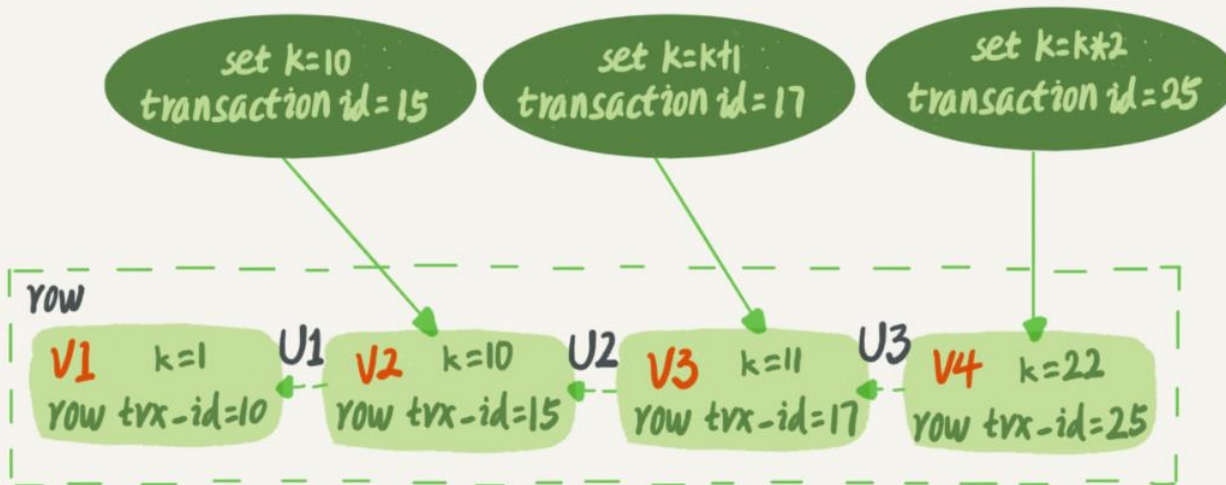 set k=10
transaction id=15
set k=k+1
transaction id=17
set k=k*2
transaction id=25
row
V1 k=1
row trx-id=10
U1
V2 k=10
row trx-id=15
U2
V3 k=11
row trx-id=17
U3
V4 k=22
row trx-id=25